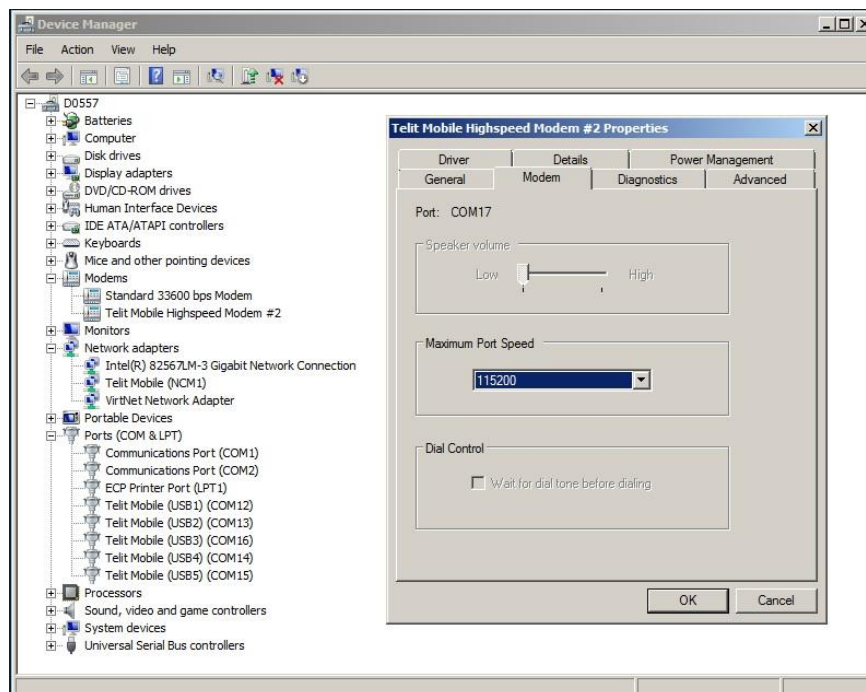 Device Manager
File Action View Help
D0557
Batteries
Computer
Disk drives
Display adapters
DVD/CD-ROM drives
Human Interface Devices
IDE ATA/ATAPI controllers
Keyboards
Mice and other pointing devices
Modems
Standard 33600 bps Modem
Telit Mobile Highspeed Modem #2
Monitors
Network adapters
Intel(R) 82567LM-3 Gigabit Network Connection
Telit Mobile (NCM1)
VirtNet Network Adapter
Portable Devices
Ports (COM & LPT)
Communications Port (COM1)
Communications Port (COM2)
ECP Printer Port (LPT1)
Telit Mobile (USB1) (COM12)
Telit Mobile (USB2) (COM13)
Telit Mobile (USB3) (COM16)
Telit Mobile (USB4) (COM14)
Telit Mobile (USB5) (COM15)
Processors
Sound, video and game controllers
System devices
Universal Serial Bus controllers
Telit Mobile Highspeed Modem #2 Properties
Driver Details Power Management
General Modem Diagnostics Advanced
Port: COM17
Speaker volume
Low High
Maximum Port Speed
115200
Dial Control
Wait for dial tone before dialing
OK Cancel